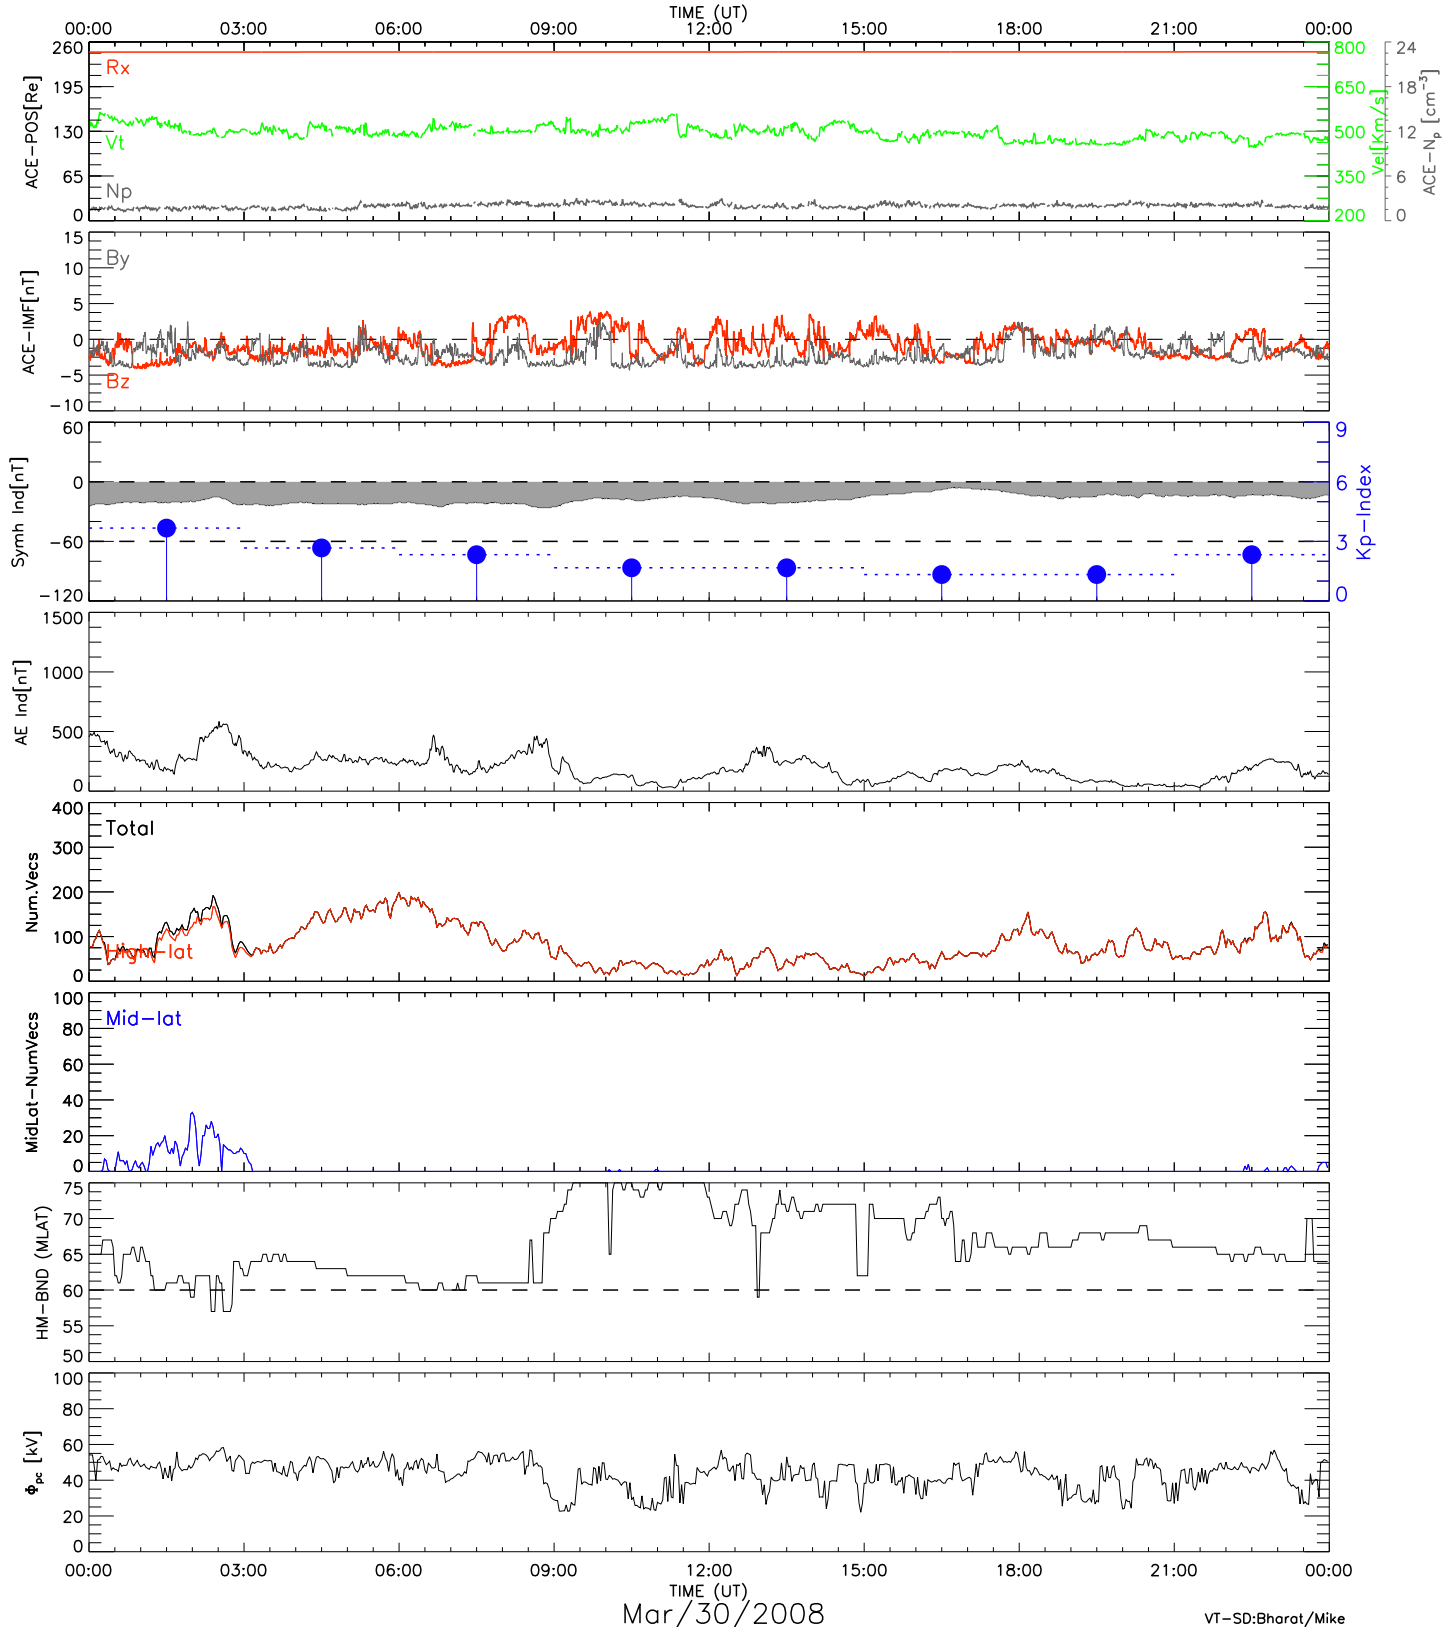 TIME (UT)
00:00 03:00 06:00 09:00 12:00 15:00 18:00 21:00 00:00
ACE-POS[Re]
260
195
130
65
0
Rx
Vt
Np
800
650
500
350
200
Vel[Km/s]
24
18
12
6
0
ACE-Np [cm-3]
ACE-IMF[nT]
15
10
5
0
-5
-10
By
Bz
Symh Ind[nT]
60
0
-60
-120
9
6
3
0
Kp-Index
AE Ind[nT]
1500
1000
500
0
Num.Vecs
400
300
200
100
0
Total
High-lat
MidLat-NumVecs
100
80
60
40
20
0
Mid-lat
HM-BND (MLAT)
75
70
65
60
55
50
Φpc [kV]
100
80
60
40
20
0
00:00 03:00 06:00 09:00 12:00 15:00 18:00 21:00 00:00
TIME (UT)
Mar/30/2008
VT-SD:Bharat/Mike